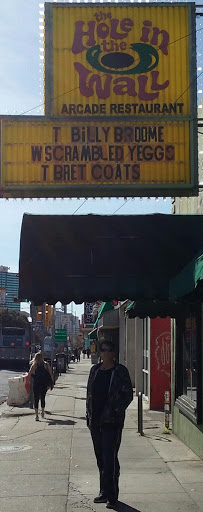 the
Hole in
the
Wall
ARCADE RESTAURANT
T BILLY BROOME
W SCRAMBLED YEGGS
T BRET COATS